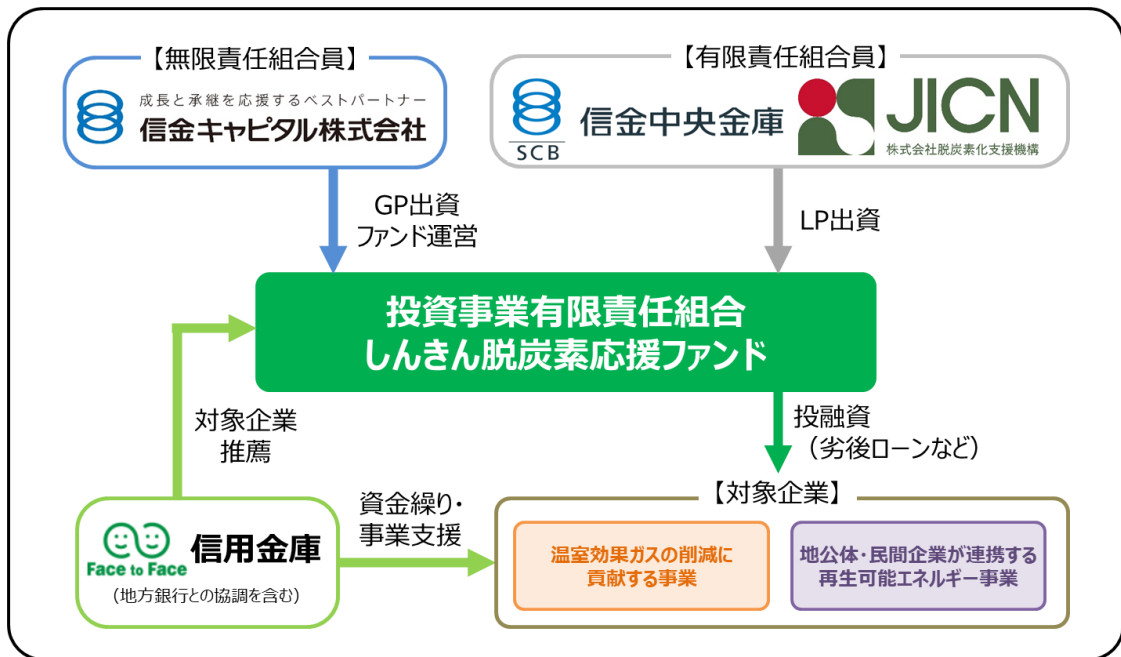 【無限責任組合員】
成長と承継を応援するベストパートナー
信金キャピタル株式会社
【有限責任組合員】
SCB
信金中央金庫
JICN
株式会社脱炭素化支援機構
GP出資
ファンド運営
LP出資
投資事業有限責任組合
しんきん脱炭素応援ファンド
対象企業
推薦
投融資
（劣後ローンなど）
Face to Face
信用金庫
(地方銀行との協調を含む)
資金繰り・
事業支援
【対象企業】
温室効果ガスの削減に
貢献する事業
地公体・民間企業が連携する
再生可能エネルギー事業